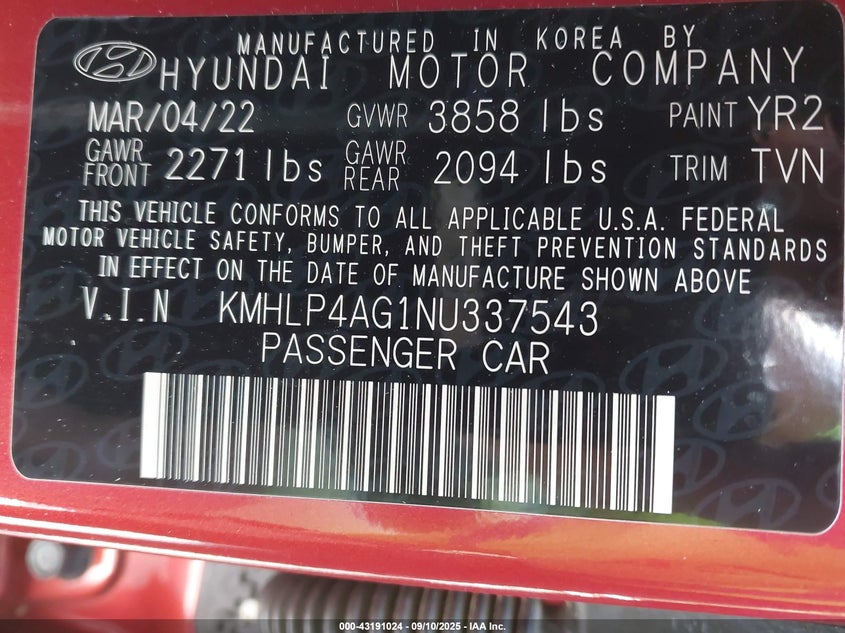 MANUFACTURED IN KOREA BY
HYUNDAI MOTOR COMPANY
MAR/04/22 GVWR 3858 lbs PAINT YR2
GAWR FRONT 2271 lbs GAWR REAR 2094 lbs TRIM TVN
THIS VEHICLE CONFORMS TO ALL APPLICABLE U.S.A. FEDERAL
MOTOR VEHICLE SAFETY, BUMPER, AND THEFT PREVENTION STANDARDS
IN EFFECT ON THE DATE OF MANUFACTURE SHOWN ABOVE
V.I.N KMHLP4AG1NU337543
PASSENGER CAR
000-43191024 - 09/10/2025 - IAA Inc.